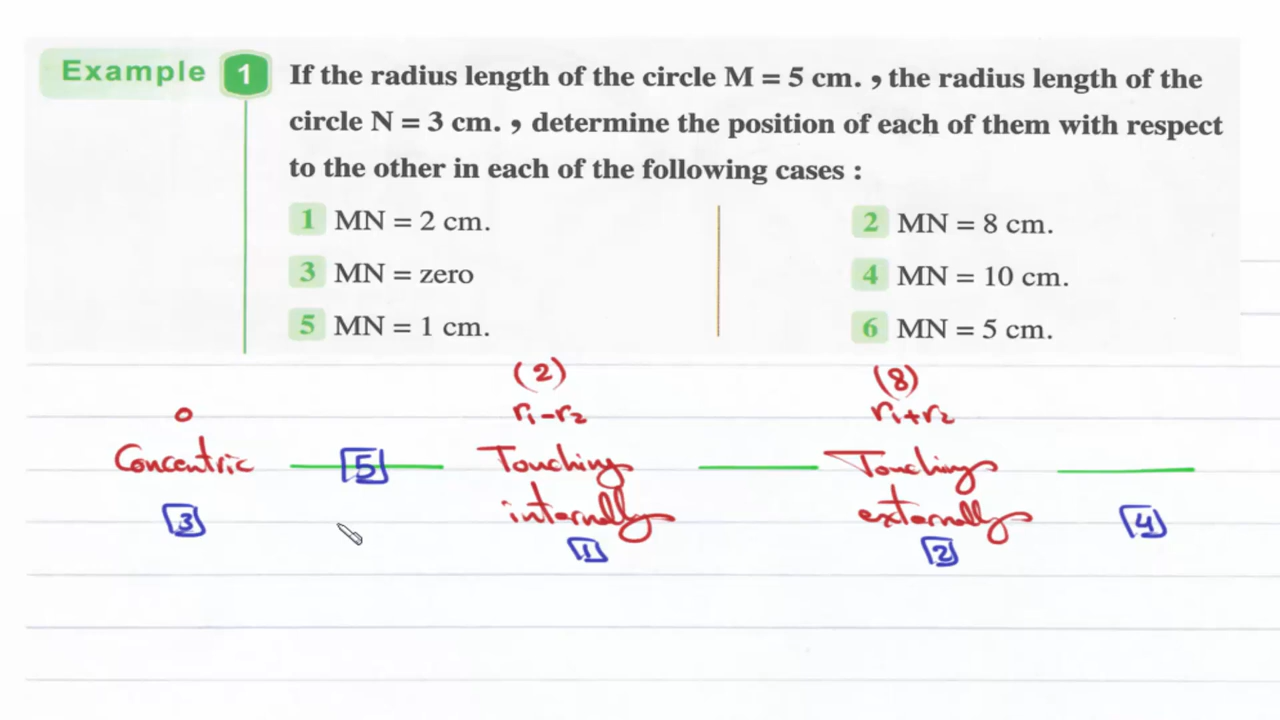 Example 1 If the radius length of the circle M = 5 cm. , the radius length of the
circle N = 3 cm. , determine the position of each of them with respect
to the other in each of the following cases :
1 MN = 2 cm. 2 MN = 8 cm.
3 MN = zero 4 MN = 10 cm.
5 MN = 1 cm. 6 MN = 5 cm.
(2) (8)
0 r1-r2 r1+r2
Concentric 5 Touching Touching
3 internally externally 4
1 2